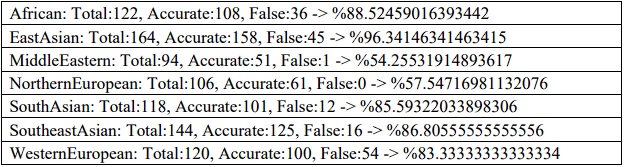 African: Total:122, Accurate:108, False:36 -> %88.52459016393442
EastAsian: Total:164, Accurate:158, False:45 -> %96.34146341463415
MiddleEastern: Total:94, Accurate:51, False:1 -> %54.25531914893617
NorthernEuropean: Total:106, Accurate:61, False:0 -> %57.54716981132076
SouthAsian: Total:118, Accurate:101, False:12 -> %85.59322033898306
SoutheastAsian: Total:144, Accurate:125, False:16 -> %86.80555555555556
WesternEuropean: Total:120, Accurate:100, False:54 -> %83.33333333333334